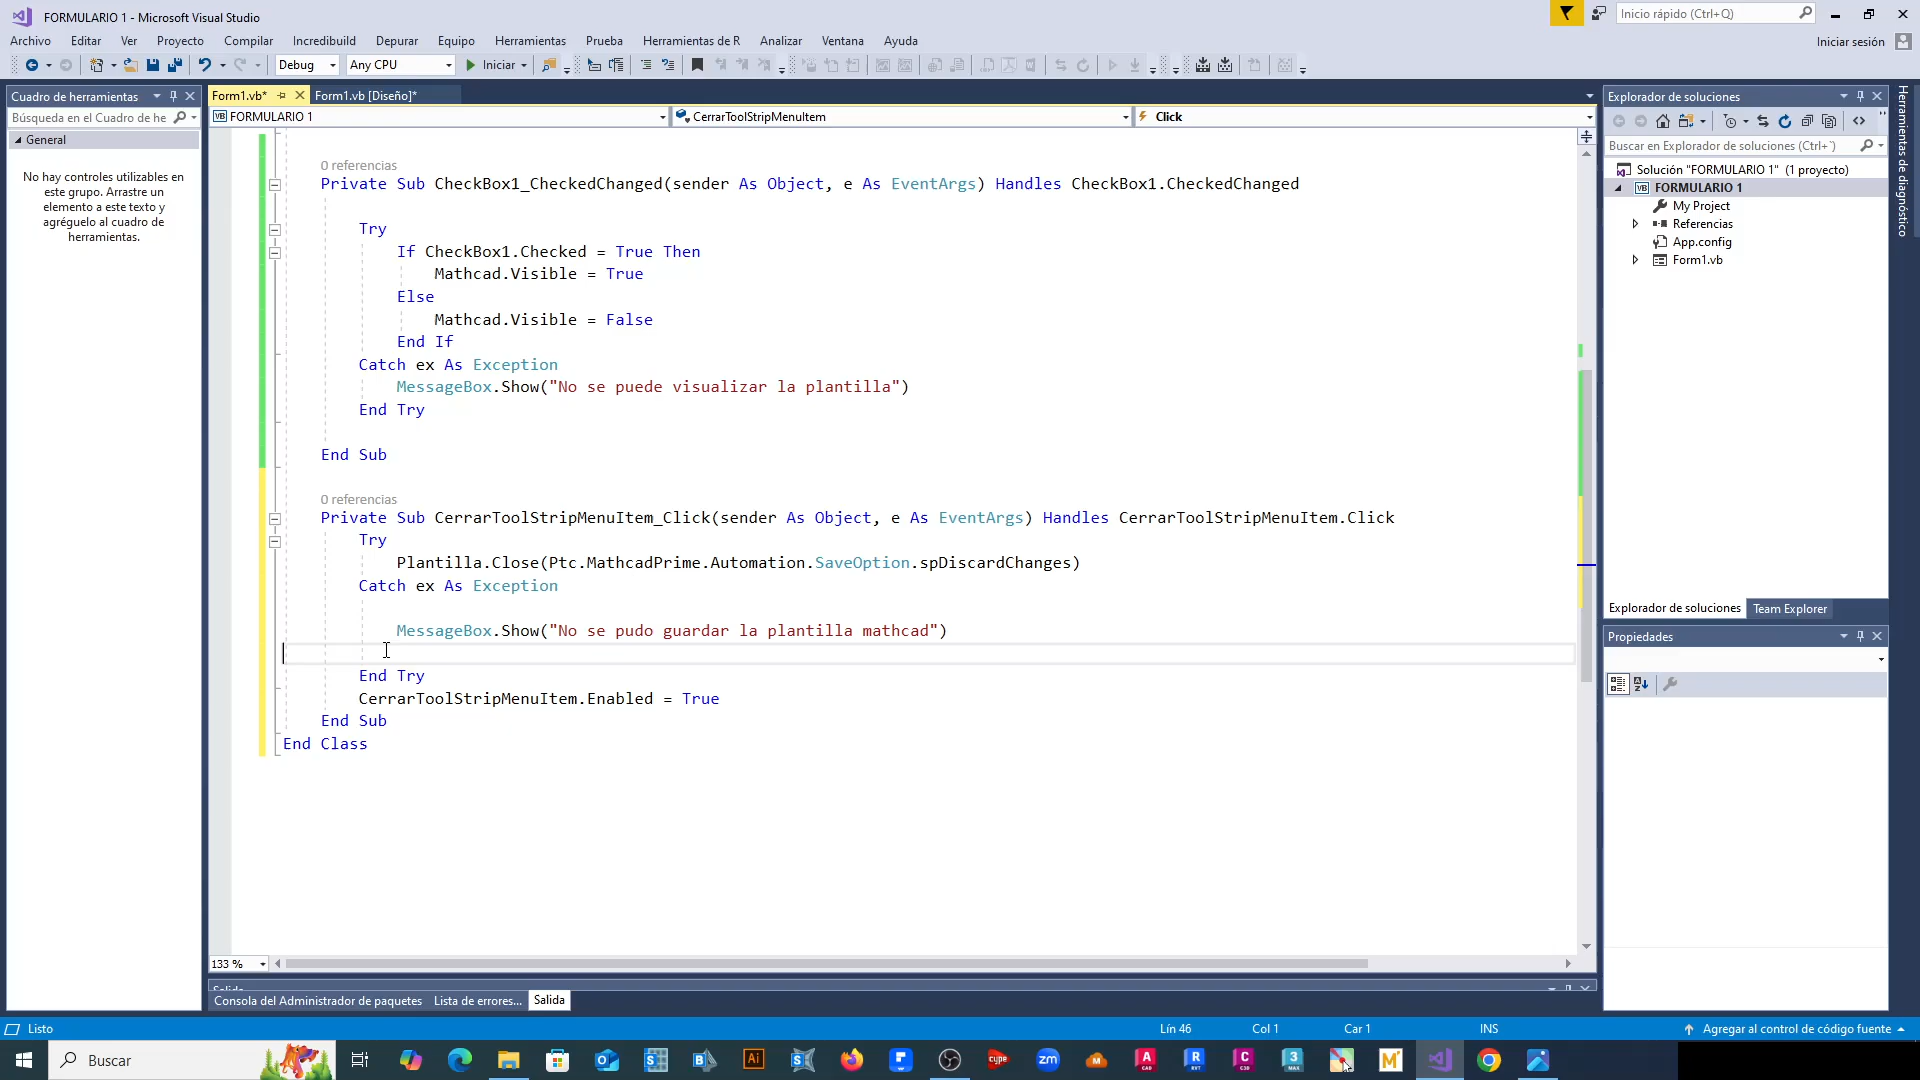 FORMULARIO 1 - Microsoft Visual Studio
Inicio rápido (Ctrl+Q)
Archivo Editar Ver Proyecto Compilar Incredibuild Depurar Equipo Herramientas Prueba Herramientas de R Analizar Ventana Ayuda
Iniciar sesión
Debug Any CPU Iniciar
Cuadro de herramientas
Form1.vb* Form1.vb [Diseño]*
Explorador de soluciones
Búsqueda en el Cuadro de he
FORMULARIO 1 CerrarToolStripMenuItem Click
General
No hay controles utilizables en
este grupo. Arrastre un
elemento a este texto y
agréguelo al cuadro de
herramientas.
0 referencias
Private Sub CheckBox1_CheckedChanged(sender As Object, e As EventArgs) Handles CheckBox1.CheckedChanged
Try
If CheckBox1.Checked = True Then
Mathcad.Visible = True
Else
Mathcad.Visible = False
End If
Catch ex As Exception
MessageBox.Show("No se puede visualizar la plantilla")
End Try
End Sub
0 referencias
Private Sub CerrarToolStripMenuItem_Click(sender As Object, e As EventArgs) Handles CerrarToolStripMenuItem.Click
Try
Plantilla.Close(Ptc.MathcadPrime.Automation.SaveOption.spDiscardChanges)
Catch ex As Exception
MessageBox.Show("No se pudo guardar la plantilla mathcad")
End Try
CerrarToolStripMenuItem.Enabled = True
End Sub
End Class
133 %
Salida
Consola del Administrador de paquetes Lista de errores... Salida
Buscar en Explorador de soluciones (Ctrl+`)
Solución "FORMULARIO 1" (1 proyecto)
FORMULARIO 1
My Project
Referencias
App.config
Form1.vb
Explorador de soluciones Team Explorer
Propiedades
Herramientas de diagnóstico
Listo Lín 46 Col 1 Car 1 INS Agregar al control de código fuente
Buscar